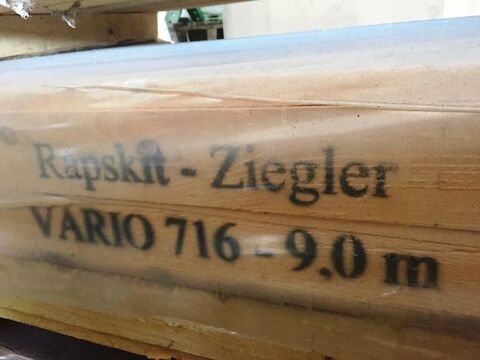 Rapskit - Ziegler
VARIO 716 - 9,0 m